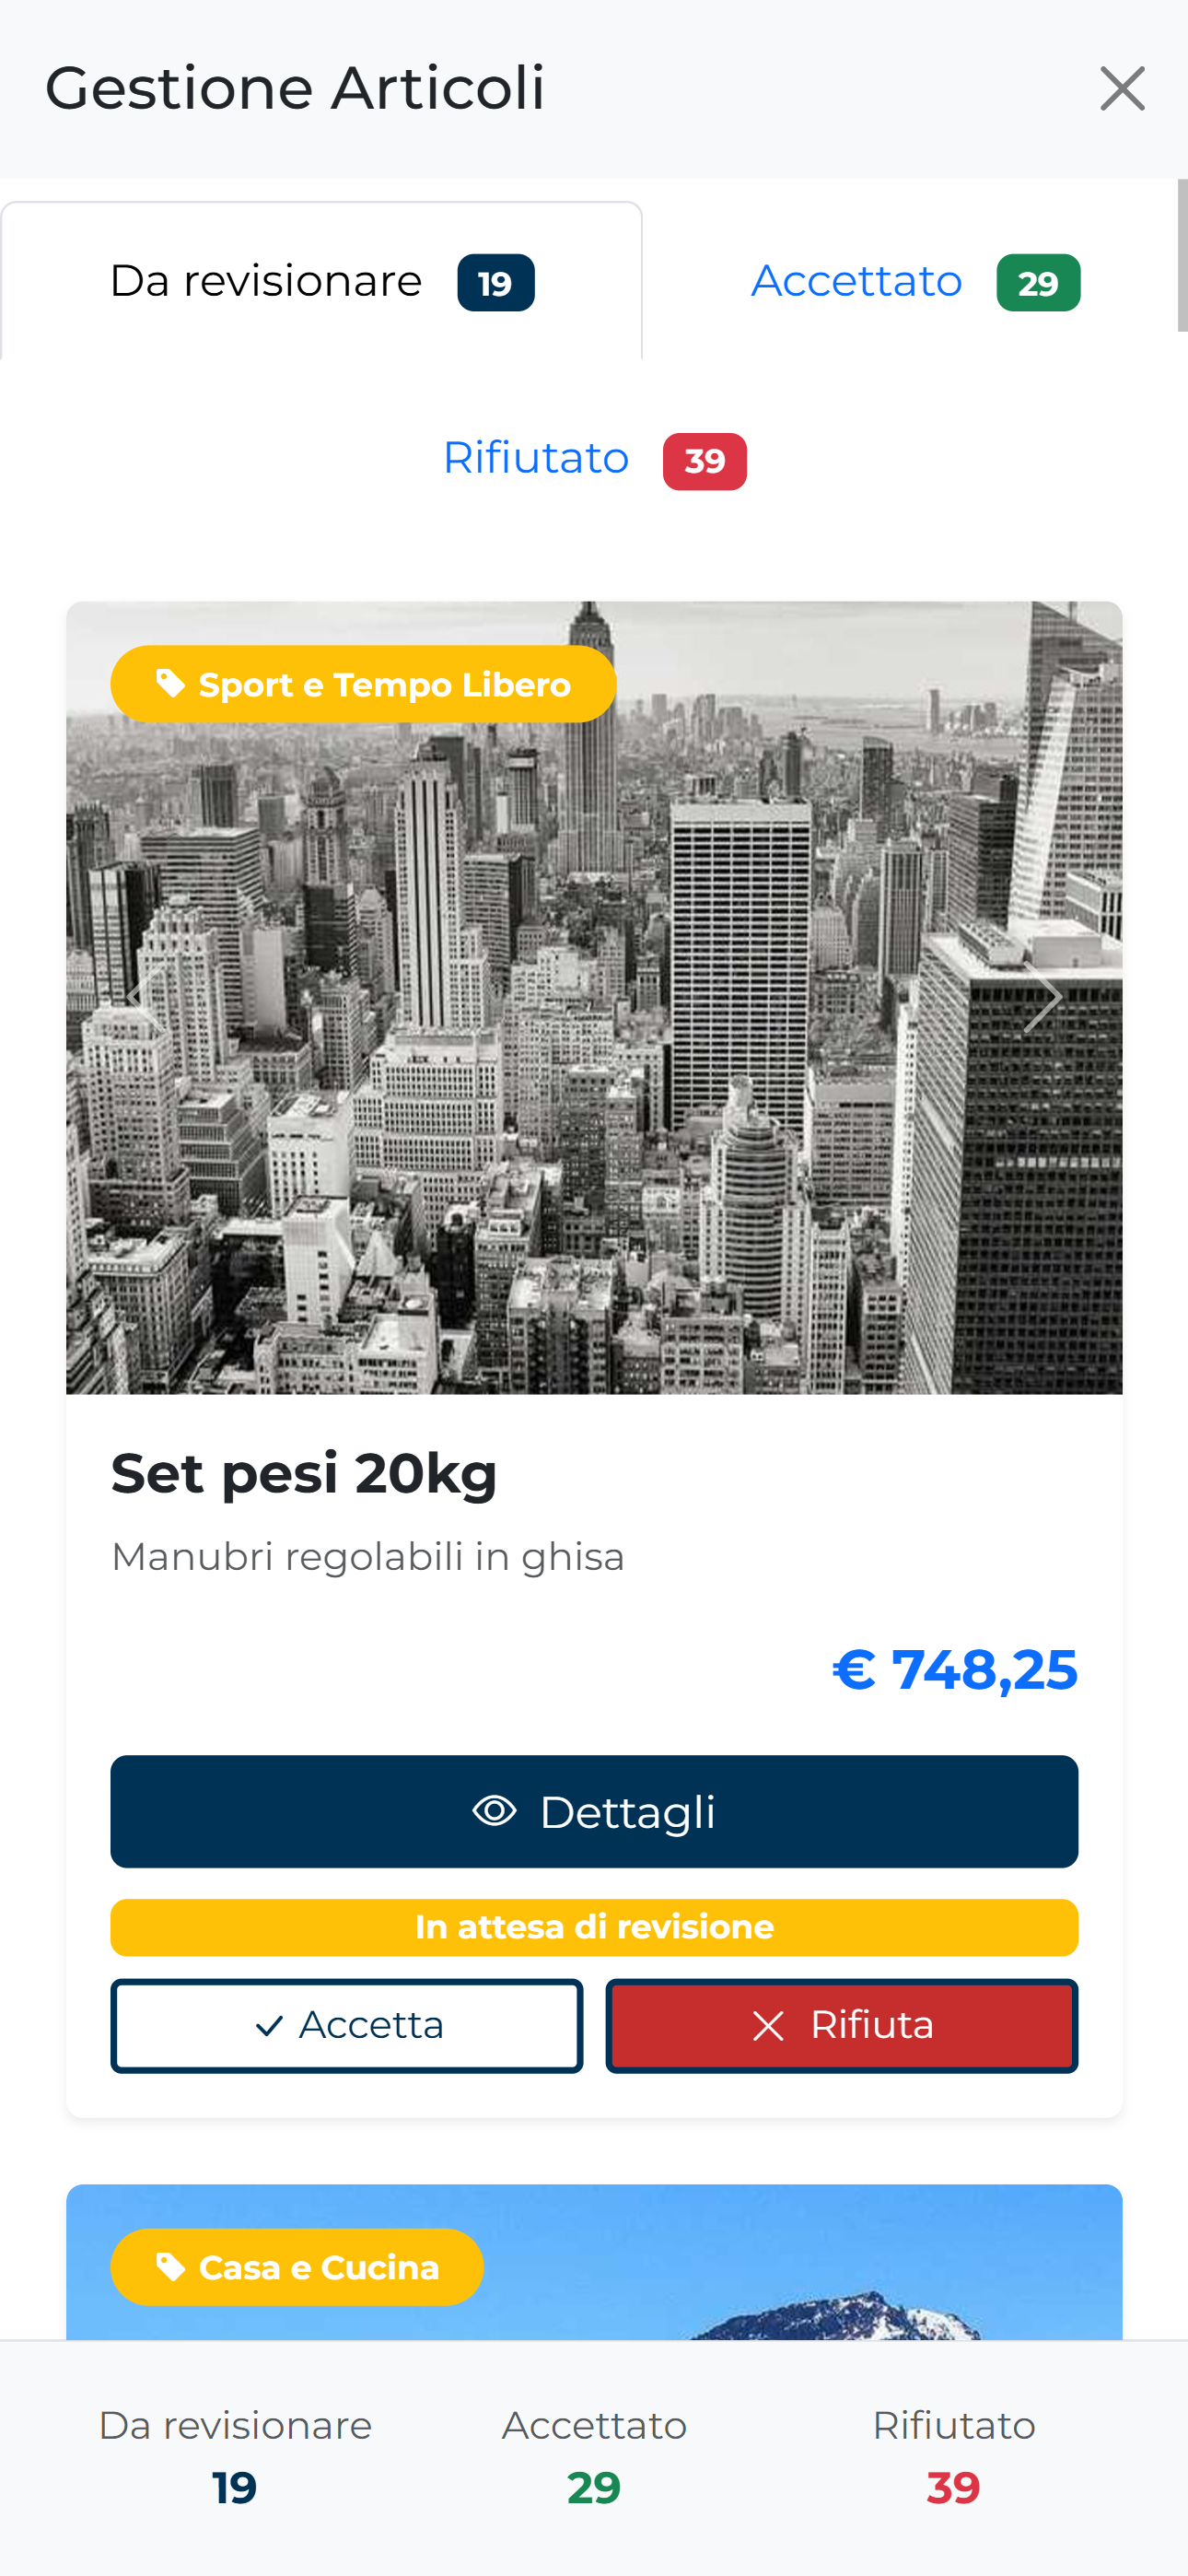 Gestione Articoli
Da revisionare 19
Accettato 29
Rifiutato 39
Sport e Tempo Libero
Set pesi 20kg
Manubri regolabili in ghisa
€ 748,25
Dettagli
In attesa di revisione
Accetta
Rifiuta
Casa e Cucina
Da revisionare
Accettato
Rifiutato
19
29
39